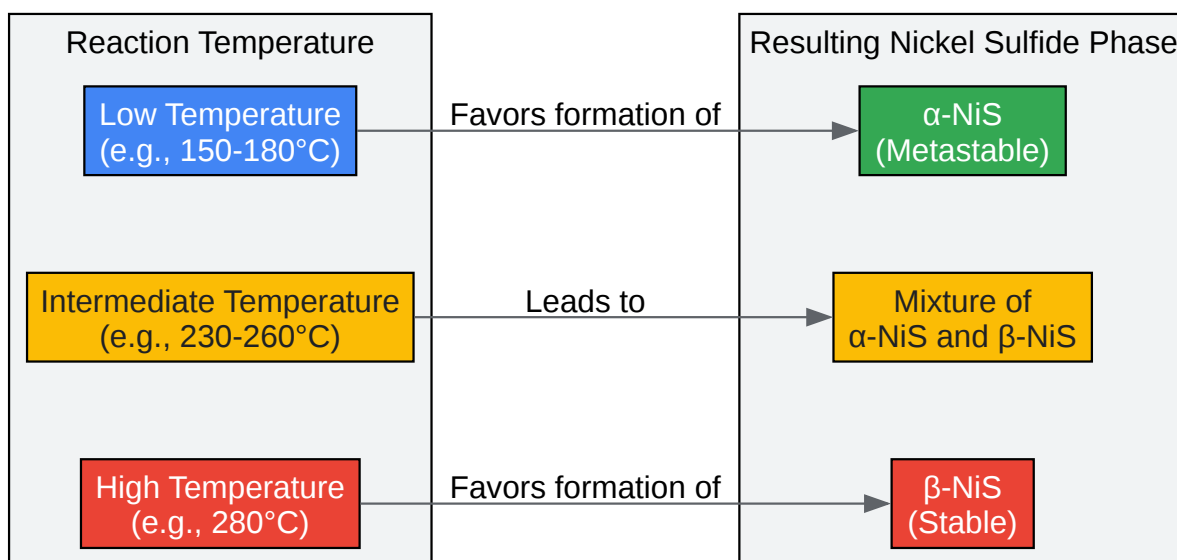 Reaction Temperature
Resulting Nickel Sulfide Phase
Low Temperature
(e.g., 150-180°C)
Favors formation of
α-NiS
(Metastable)
Intermediate Temperature
(e.g., 230-260°C)
Leads to
Mixture of
α-NiS and β-NiS
High Temperature
(e.g., 280°C)
Favors formation of
β-NiS
(Stable)